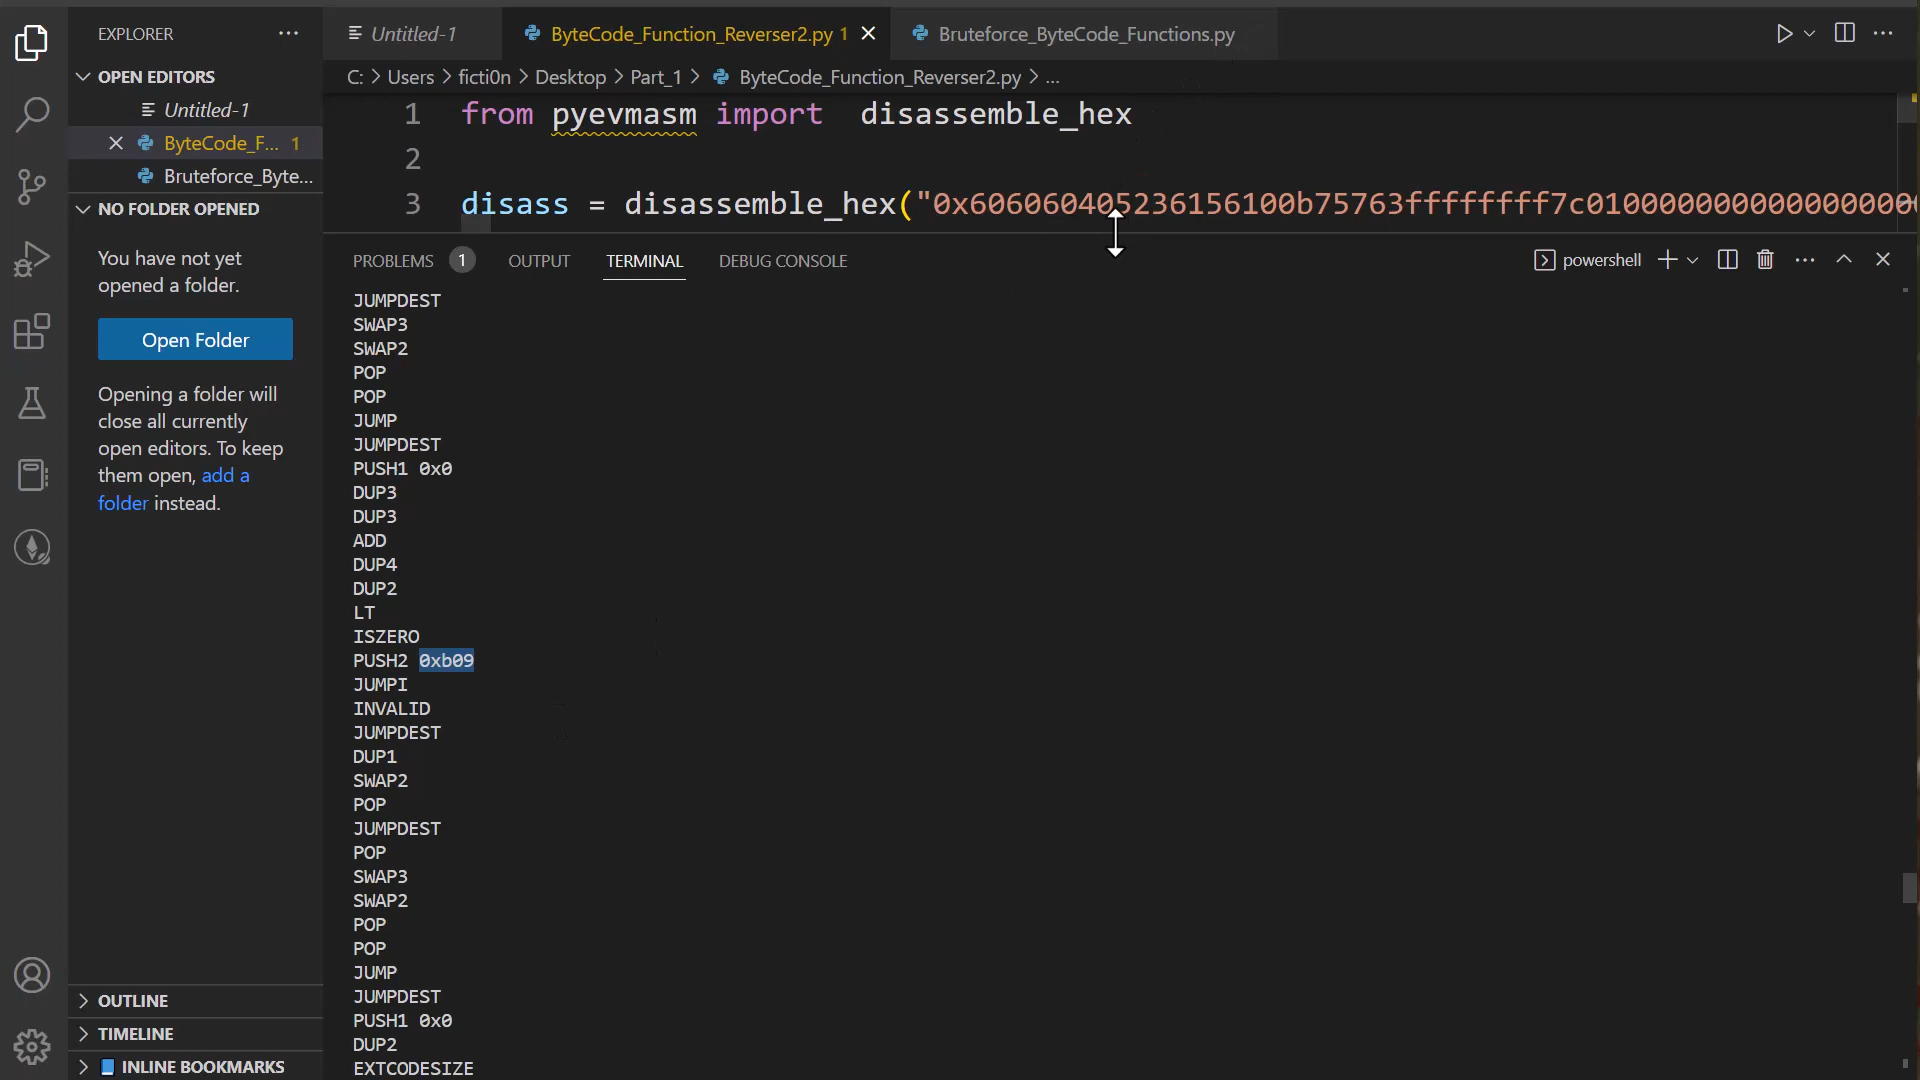 EXPLORER
OPEN EDITORS
Untitled-1
ByteCode_F... 1
Bruteforce_Byte...
NO FOLDER OPENED
You have not yet
opened a folder.
Open Folder
Opening a folder will
close all currently
open editors. To keep
them open, add a
folder instead.
OUTLINE
TIMELINE
INLINE BOOKMARKS
Untitled-1
ByteCode_Function_Reverser2.py 1
Bruteforce_ByteCode_Functions.py
C: > Users > ficti0n > Desktop > Part_1 > ByteCode_Function_Reverser2.py > ...
1 from pyevmasm import disassemble_hex
2
3 disass = disassemble_hex("0x606060405236156100b75763ffffffff7c0100000000000000000
PROBLEMS 1 OUTPUT TERMINAL DEBUG CONSOLE
powershell
JUMPDEST
SWAP3
SWAP2
POP
POP
JUMP
JUMPDEST
PUSH1 0x0
DUP3
DUP3
ADD
DUP4
DUP2
LT
ISZERO
PUSH2 0xb09
JUMPI
INVALID
JUMPDEST
DUP1
SWAP2
POP
JUMPDEST
POP
SWAP3
SWAP2
POP
POP
JUMP
JUMPDEST
PUSH1 0x0
DUP2
EXTCODESIZE